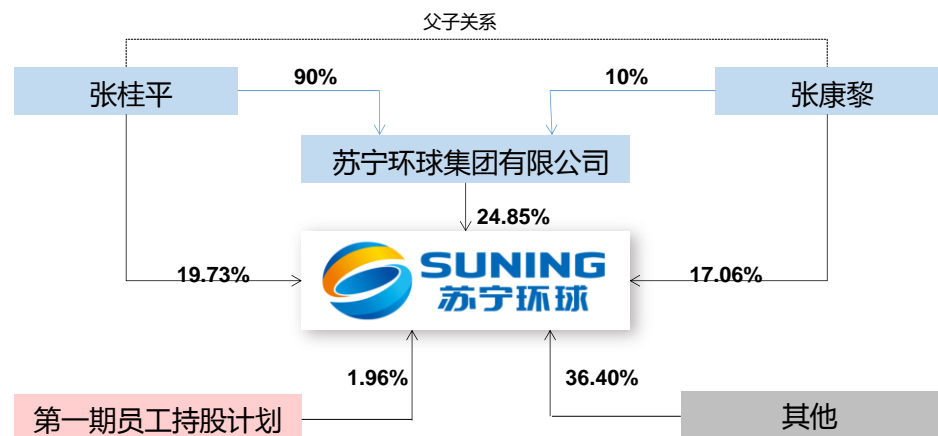 父子关系
张桂平
90%
10%
张康黎
苏宁环球集团有限公司
24.85%
SUNING
苏宁环球
19.73%
17.06%
1.96%
36.40%
第一期员工持股计划
其他